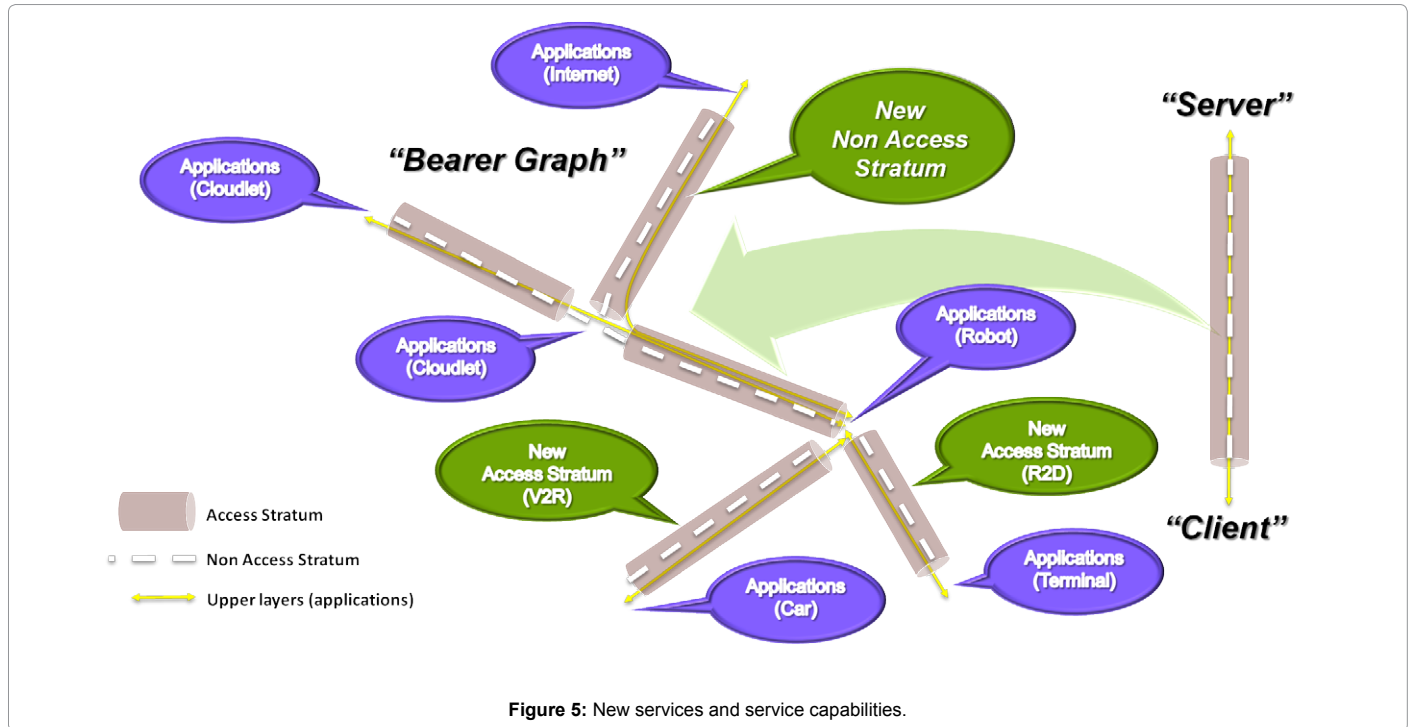 Applications
(Internet)
New
Non Access
Stratum
“Server”
“Bearer Graph”
Applications
(Cloudlet)
Applications
(Robot)
Applications
(Cloudlet)
New
Access Stratum
(V2R)
New
Access Stratum
(R2D)
“Client”
Access Stratum
Non Access Stratum
Upper layers (applications)
Applications
(Car)
Applications
(Terminal)
Figure 5: New services and service capabilities.